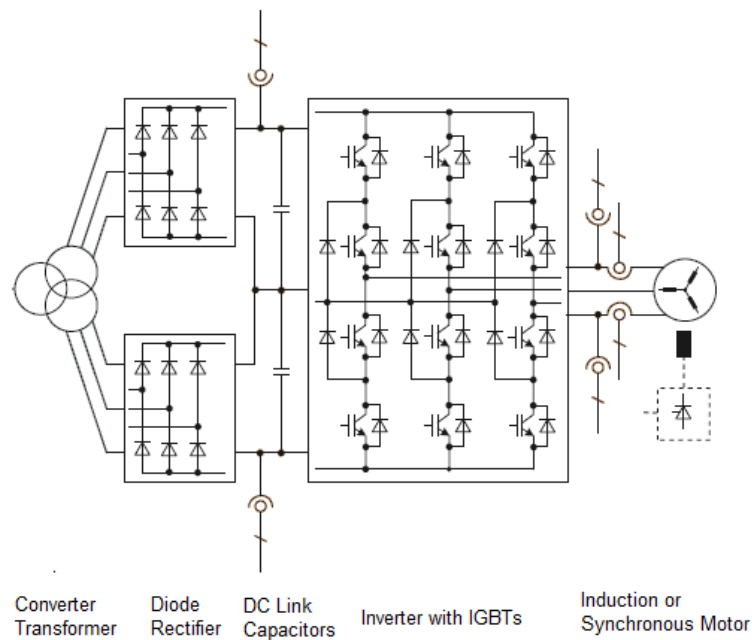 Converter
Transformer
Diode
Rectifier
DC Link
Capacitors
Inverter with IGBTs
Induction or
Synchronous Motor